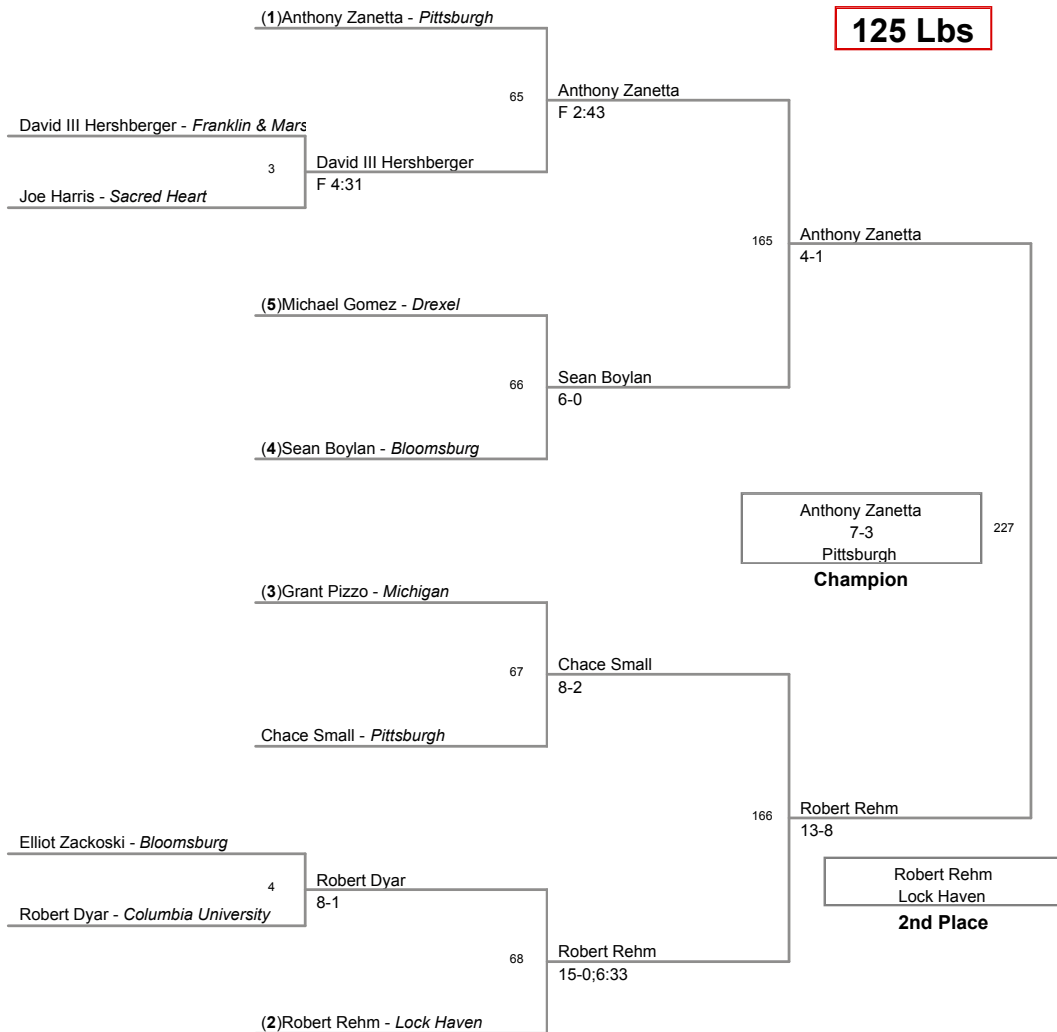 (1)Anthony Zanetta - Pittsburgh
125 Lbs
65
Anthony Zanetta
F 2:43
David III Hershberger - Franklin & Mars
3
David III Hershberger
F 4:31
Joe Harris - Sacred Heart
165
Anthony Zanetta
4-1
(5)Michael Gomez - Drexel
66
Sean Boylan
6-0
(4)Sean Boylan - Bloomsburg
Anthony Zanetta
7-3
Pittsburgh
227
Champion
(3)Grant Pizzo - Michigan
67
Chace Small
8-2
Chace Small - Pittsburgh
166
Robert Rehm
13-8
Elliot Zackoski - Bloomsburg
4
Robert Dyar
8-1
Robert Dyar - Columbia University
Robert Rehm
Lock Haven
2nd Place
68
Robert Rehm
15-0;6:33
(2)Robert Rehm - Lock Haven